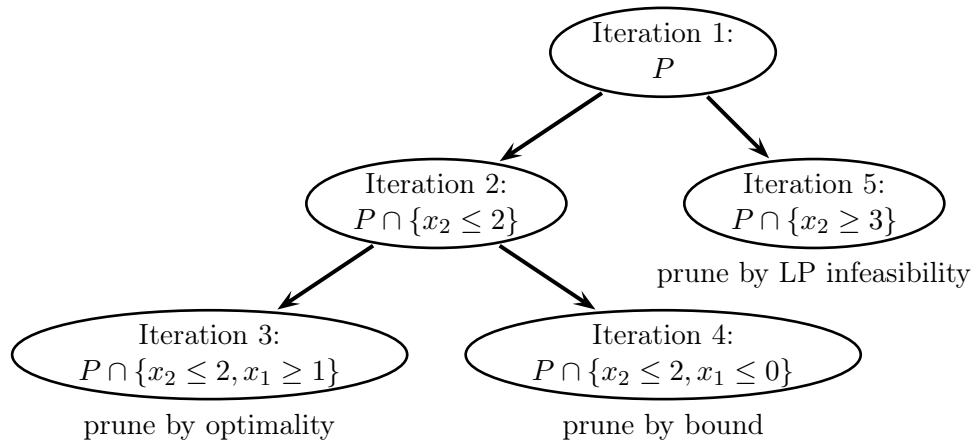 Iteration 1:
P
Iteration 2:
P ∩ {x₂ ≤ 2}
Iteration 5:
P ∩ {x₂ ≥ 3}
prune by LP infeasibility
Iteration 3:
P ∩ {x₂ ≤ 2, x₁ ≥ 1}
Iteration 4:
P ∩ {x₂ ≤ 2, x₁ ≤ 0}
prune by optimality
prune by bound